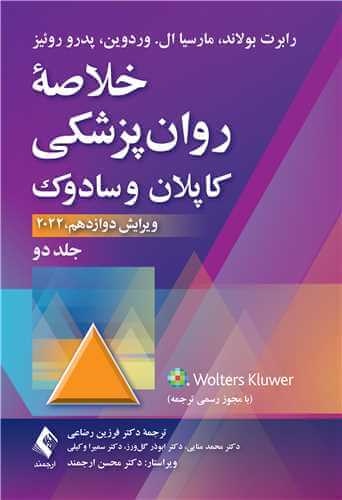 رابرت بولاند، مارسیا ال. وردوین، پدرو روئیز
خلاصهٔ
روان‌پزشکی
کاپلان و سادوک
ویرایش دوازدهم، ۲۰۲۲
جلد دو
Wolters Kluwer
(با مجوز رسمی ترجمه)
ترجمهٔ دکتر فرزین رضاعی
دکتر محمد سنایی، دکتر ابوذر گل‌ورز، دکتر سمیرا وکیلی
ویراستار: دکتر محسن ارجمند
ارجمند